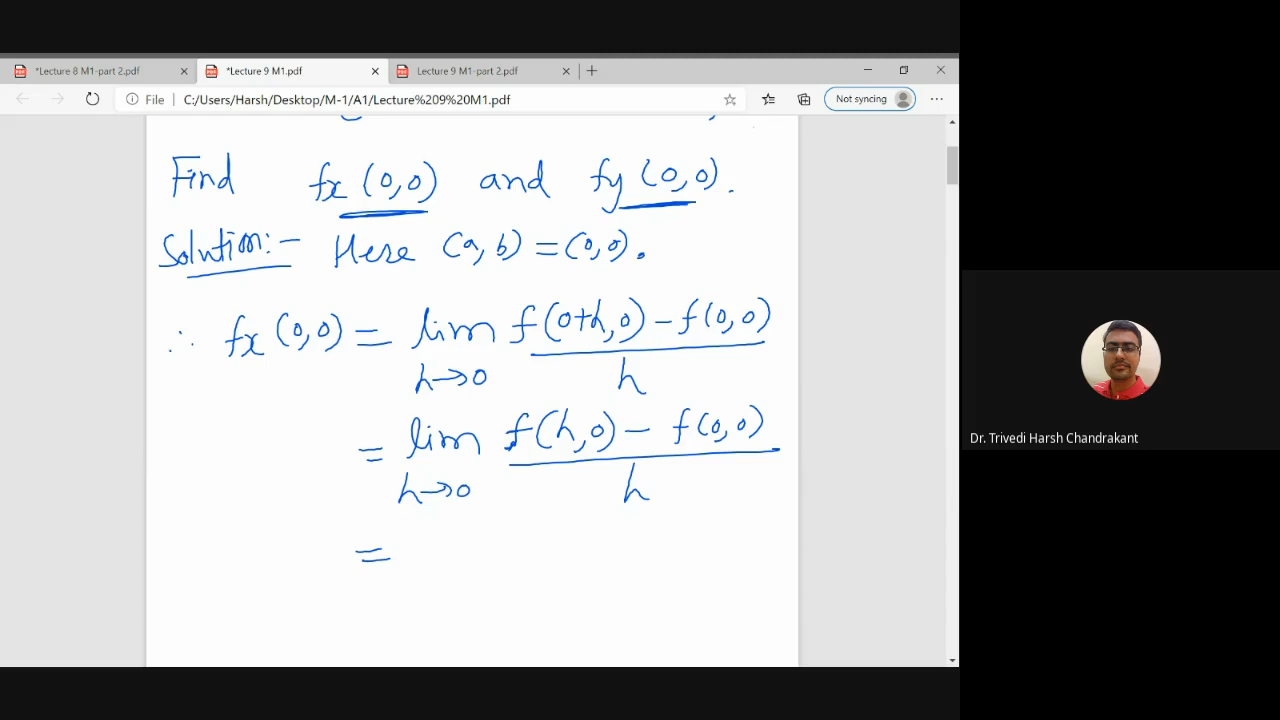 *Lecture 8 M1-part 2.pdf
*Lecture 9 M1.pdf
Lecture 9 M1-part 2.pdf
File
C:/Users/Harsh/Desktop/M-1/A1/Lecture%209%20M1.pdf
Not syncing
Find fx (0,0) and fy (0,0).
Solution:- Here (a, b) = (0,0).
∴ fx (0,0) = lim f(0+h,0) - f(0,0)
h→0 h
= lim f(h,0) - f(0,0)
h→0 h
=
Dr. Trivedi Harsh Chandrakant